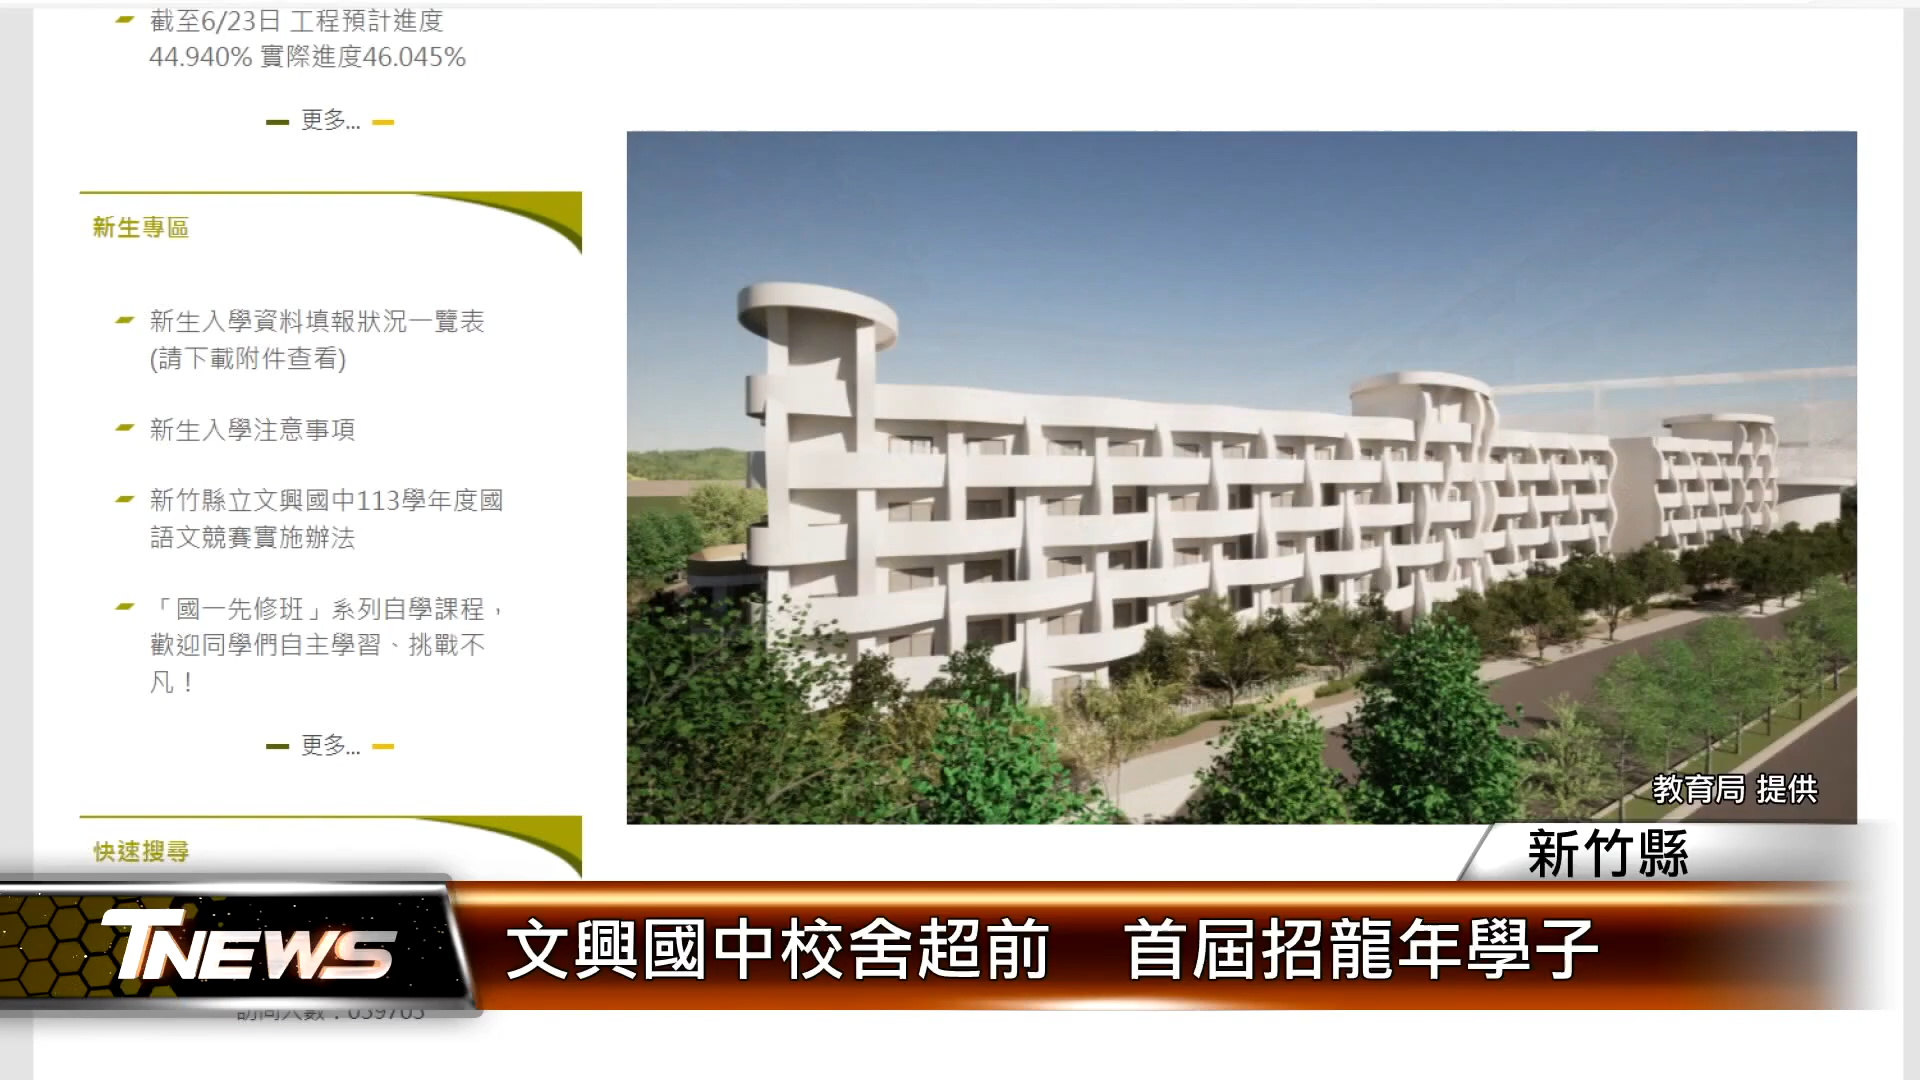 截至6/23日 工程預計進度
44.940% 實際進度46.045%
更多...
新生專區
新生入學資料填報狀況一覽表
(請下載附件查看)
新生入學注意事項
新竹縣立文興國中113學年度國
語文競賽實施辦法
「國一先修班」系列自學課程，
歡迎同學們自主學習、挑戰不
凡！
更多...
快速搜尋
教育局 提供
新竹縣
TNEWS
文興國中校舍超前 首屆招龍年學子
訪問人數：039705